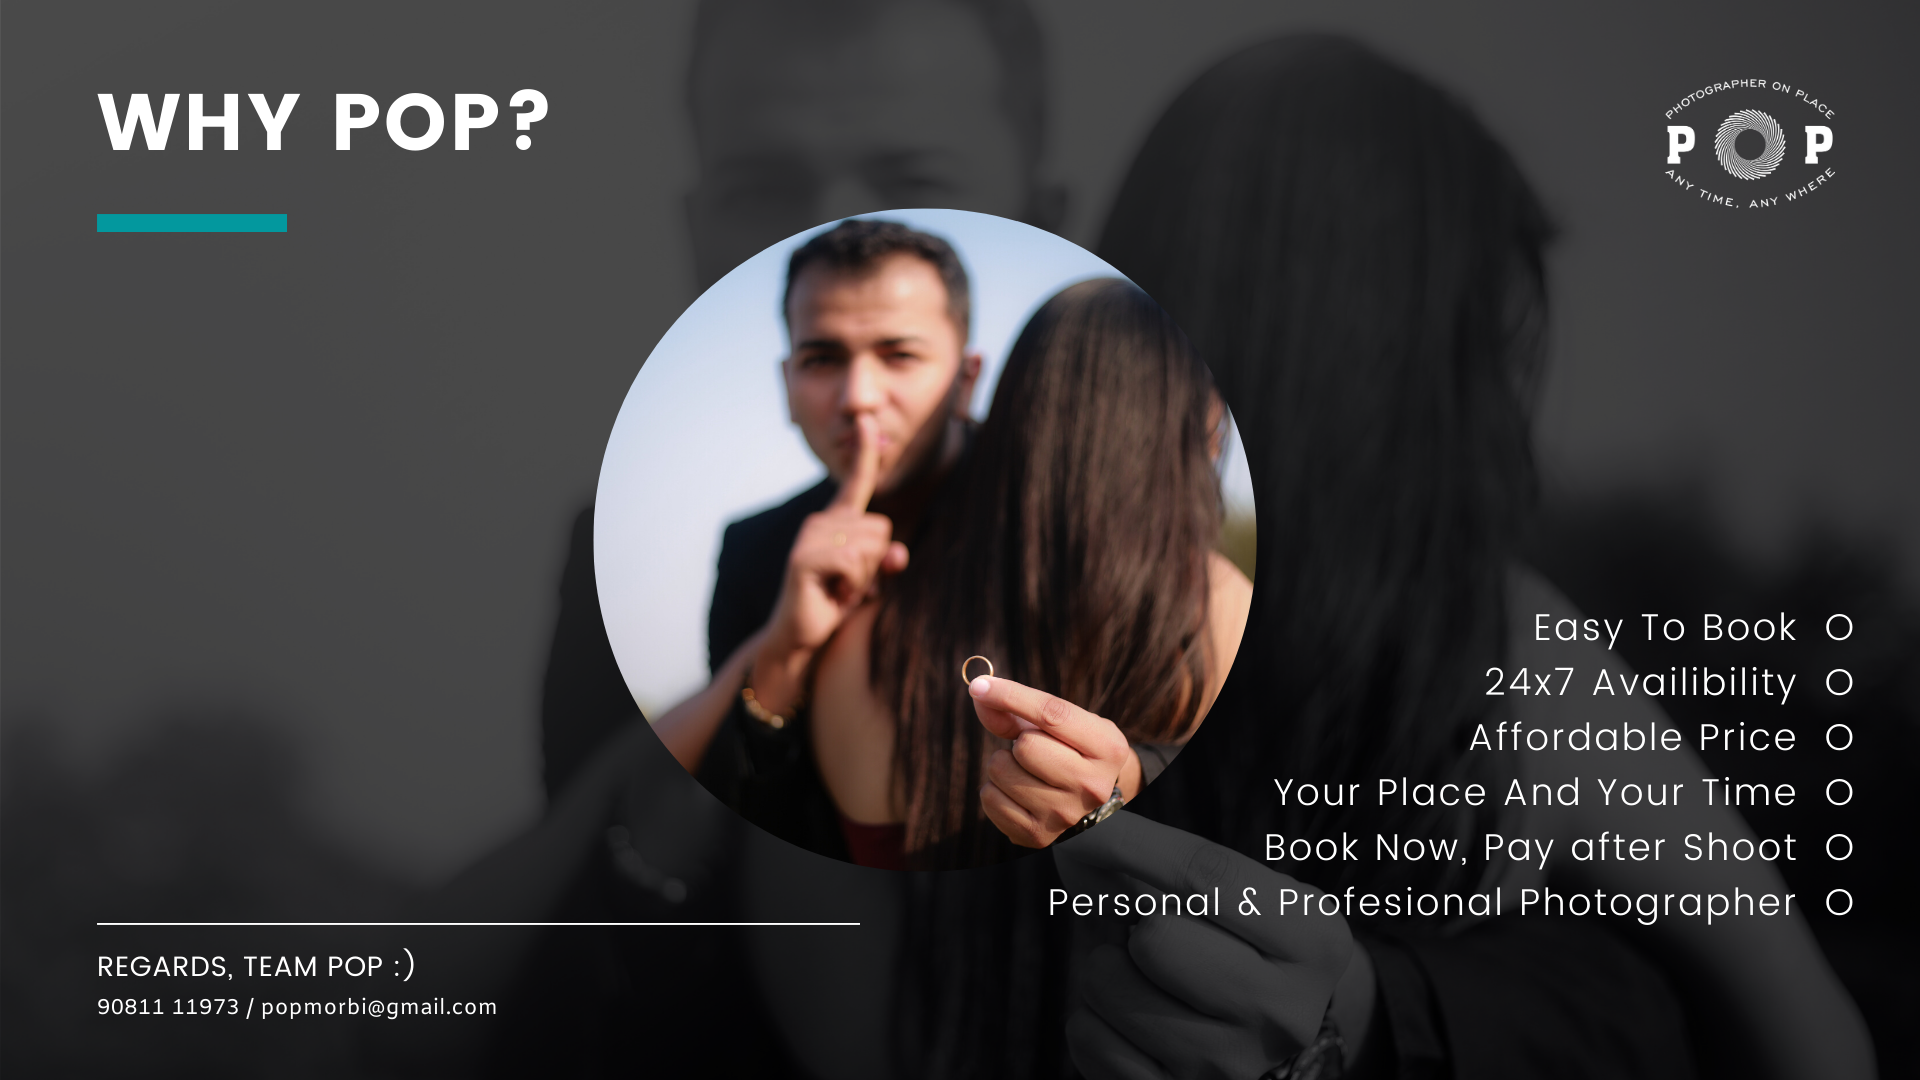 WHY POP?
PHOTOGRAPHER ON PLACE
P P
ANY TIME, ANY WHERE
Easy To Book
24x7 Availibility
Affordable Price
Your Place And Your Time
Book Now, Pay after Shoot
Personal & Profesional Photographer
REGARDS, TEAM POP :)
90811 11973 / popmorbi@gmail.com